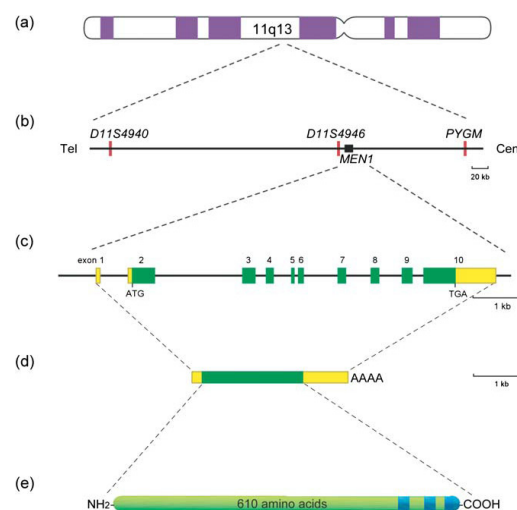 (a)
11q13
(b)
D11S4940 D11S4946 PYGM
Tel Cen
MEN1
20 kb
(c)
exon 1 2 3 4 5 6 7 8 9 10
ATG TGA
1 kb
(d)
AAAA
1 kb
(e)
NH2 610 amino acids COOH